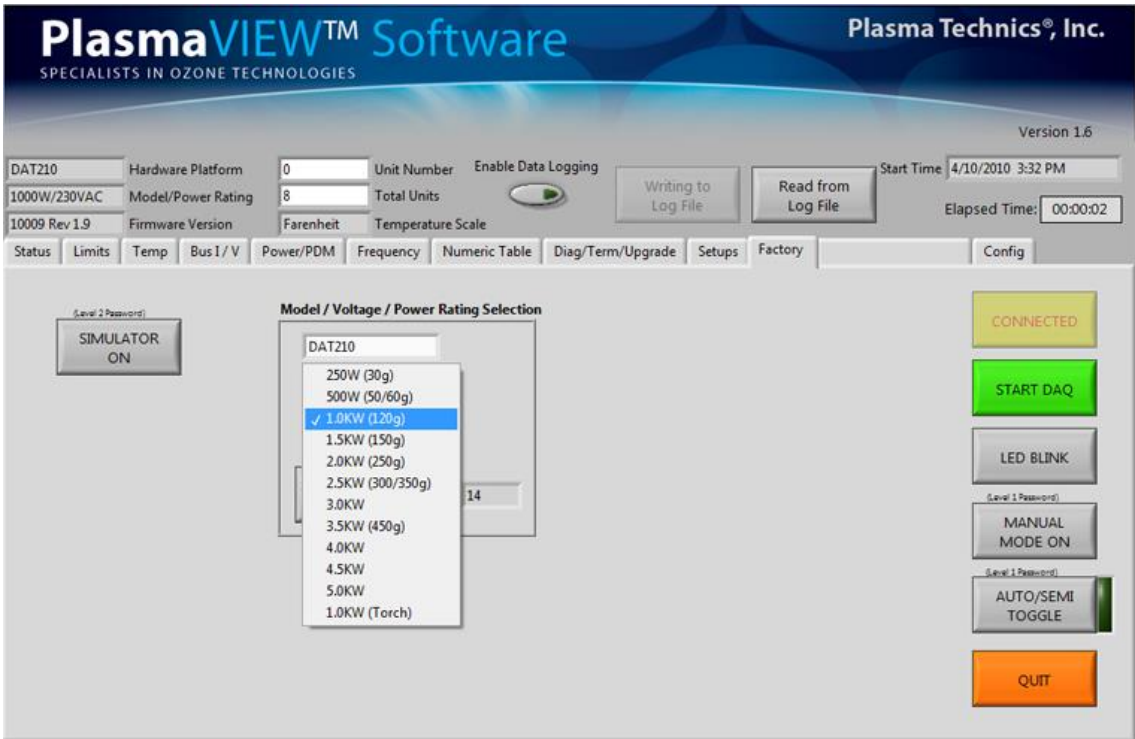 PlasmaVIEW™ Software
SPECIALISTS IN OZONE TECHNOLOGIES
Plasma Technics®, Inc.
Version 1.6
DAT210 Hardware Platform
1000W/230VAC Model/Power Rating
10009 Rev 1.9 Firmware Version
0 Unit Number
8 Total Units
Farenheit Temperature Scale
Enable Data Logging
Writing to
Log File
Read from
Log File
Start Time 4/10/2010 3:32 PM
Elapsed Time: 00:00:02
Status Limits Temp Bus I / V Power/PDM Frequency Numeric Table Diag/Term/Upgrade Setups Factory Config
(Level 2 Password)
SIMULATOR
ON
Model / Voltage / Power Rating Selection
DAT210
250W (30g)
500W (50/60g)
✓ 1.0KW (120g)
1.5KW (150g)
2.0KW (250g)
2.5KW (300/350g)
3.0KW
3.5KW (450g)
4.0KW
4.5KW
5.0KW
1.0KW (Torch)
14
CONNECTED
START DAQ
LED BLINK
(Level 1 Password)
MANUAL
MODE ON
(Level 1 Password)
AUTO/SEMI
TOGGLE
QUIT